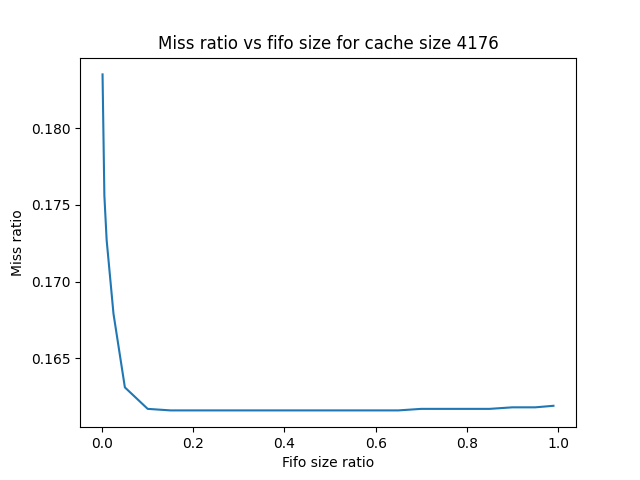 Miss ratio vs fifo size for cache size 4176
0.180
0.175
0.170
0.165
Miss ratio
0.0 0.2 0.4 0.6 0.8 1.0
Fifo size ratio